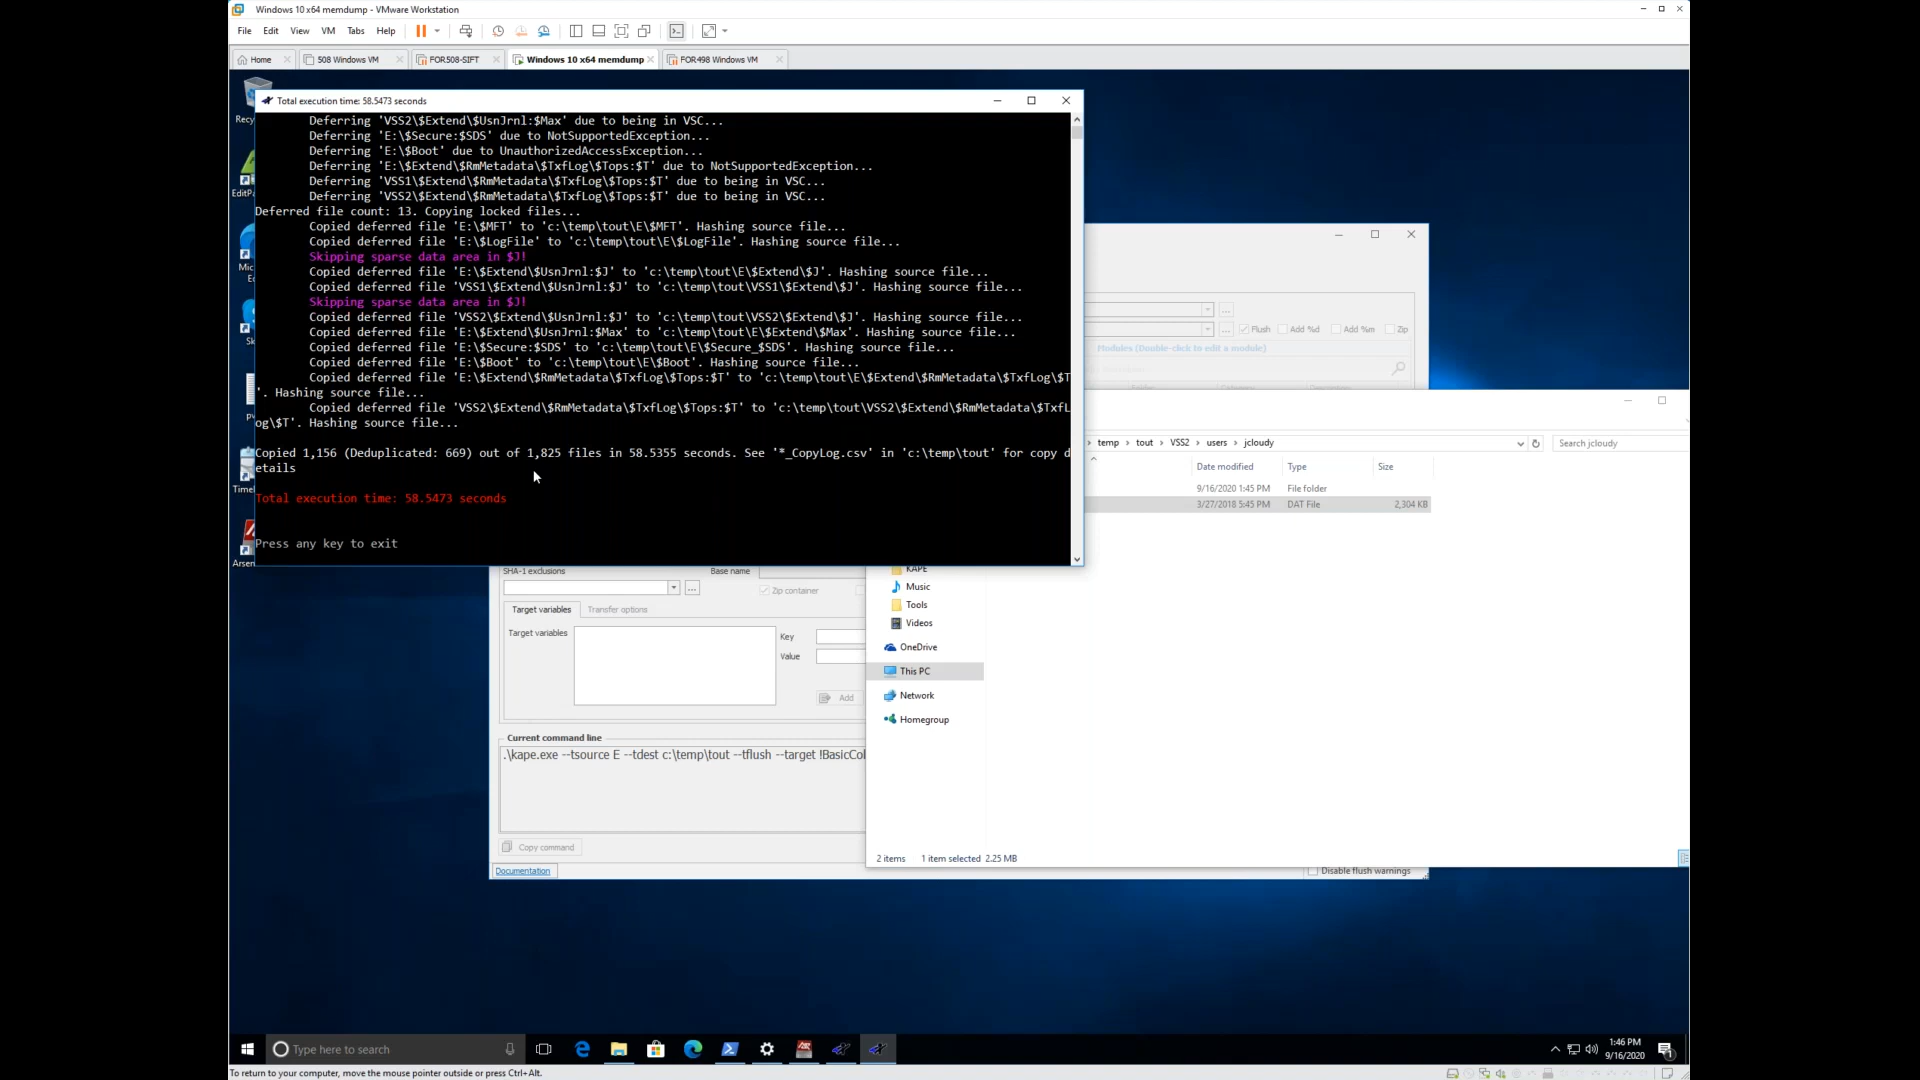 Windows 10 x64 memdump - VMware Workstation
File Edit View VM Tabs Help
Home 508 Windows VM FOR508-SIFT Windows 10 x64 memdump FOR498 Windows VM
Total execution time: 58.5473 seconds
Deferring 'VSS2\$Extend\$UsnJrnl:$Max' due to being in VSC...
Deferring 'E:\$Secure:$SDS' due to NotSupportedException...
Deferring 'E:\$Boot' due to UnauthorizedAccessException...
Deferring 'E:\$Extend\$RmMetadata\$TxfLog\$Tops:$T' due to NotSupportedException...
Deferring 'VSS1\$Extend\$RmMetadata\$TxfLog\$Tops:$T' due to being in VSC...
Deferring 'VSS2\$Extend\$RmMetadata\$TxfLog\$Tops:$T' due to being in VSC...
Deferred file count: 13. Copying locked files...
Copied deferred file 'E:\$MFT' to 'c:\temp\tout\E\$MFT'. Hashing source file...
Copied deferred file 'E:\$LogFile' to 'c:\temp\tout\E\$LogFile'. Hashing source file...
Skipping sparse data area in $J!
Copied deferred file 'E:\$Extend\$UsnJrnl:$J' to 'c:\temp\tout\E\$Extend\$J'. Hashing source file...
Copied deferred file 'VSS1\$Extend\$UsnJrnl:$J' to 'c:\temp\tout\VSS1\$Extend\$J'. Hashing source file...
Skipping sparse data area in $J!
Copied deferred file 'VSS2\$Extend\$UsnJrnl:$J' to 'c:\temp\tout\VSS2\$Extend\$J'. Hashing source file...
Copied deferred file 'E:\$Extend\$UsnJrnl:$Max' to 'c:\temp\tout\E\$Extend\$Max'. Hashing source file...
Copied deferred file 'E:\$Secure:$SDS' to 'c:\temp\tout\E\$Secure_$SDS'. Hashing source file...
Copied deferred file 'E:\$Boot' to 'c:\temp\tout\E\$Boot'. Hashing source file...
Copied deferred file 'E:\$Extend\$RmMetadata\$TxfLog\$Tops:$T' to 'c:\temp\tout\E\$Extend\$RmMetadata\$TxfLog\$T
'. Hashing source file...
Copied deferred file 'VSS2\$Extend\$RmMetadata\$TxfLog\$Tops:$T' to 'c:\temp\tout\VSS2\$Extend\$RmMetadata\$TxfL
og\$T'. Hashing source file...
Copied 1,156 (Deduplicated: 669) out of 1,825 files in 58.5355 seconds. See '*_CopyLog.csv' in 'c:\temp\tout' for copy d
etails
Total execution time: 58.5473 seconds
Press any key to exit
Recy
EditPa
Mic
E
Sk
Time
Arsen
Flush Add %d Add %m Zip
Modules (Double-click to edit a module)
temp tout VSS2 users jcloudy Search jcloudy
Date modified Type Size
9/16/2020 1:45 PM File folder
3/27/2018 5:45 PM DAT File 2,304 KB
KAPE
Music
Tools
Videos
OneDrive
This PC
Network
Homegroup
2 items 1 item selected 2.25 MB
SHA-1 exclusions Base name
Zip container
Target variables Transfer options
Target variables Key
Value
Add
Current command line
.\kape.exe --tsource E --tdest c:\temp\tout --tflush --target !BasicCol
Copy command
Documentation Disable flush warnings
Type here to search
1:46 PM
9/16/2020
To return to your computer, move the mouse pointer outside or press Ctrl+Alt.